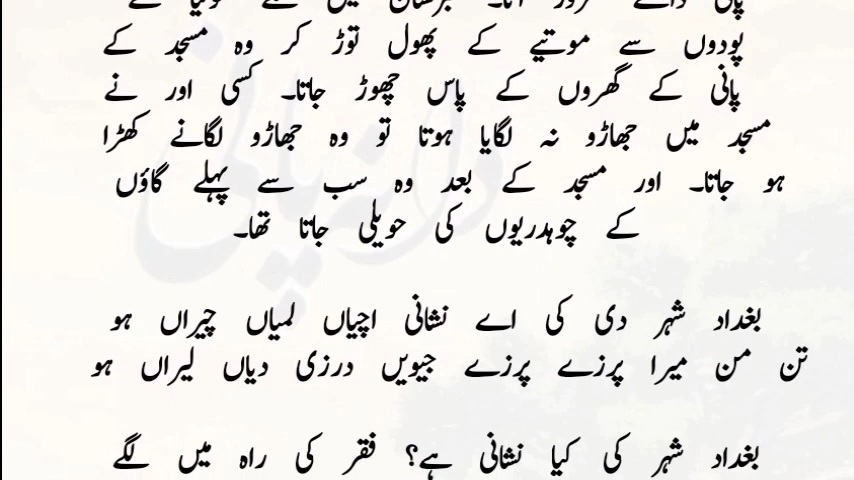 پودوں سے موتیے کے پھول توڑ کر وہ مسجد کے
پانی کے گھروں کے پاس چھوڑ جاتا۔ کسی اور نے
مسجد میں جھاڑو نہ لگایا ہوتا تو وہ جھاڑو لگانے کھڑا
ہو جاتا۔ اور مسجد کے بعد وہ سب سے پہلے گاؤں
کے چوہدریوں کی حویلی جاتا تھا۔
بغداد شہر دی کی اے نشانی اچیاں لمیاں چیراں ہو
تن من میرا پرزے پرزے جیویں درزی دیاں لیراں ہو
بغداد شہر کی کیا نشانی ہے؟ فقر کی راہ میں لگے
دانہ پانی